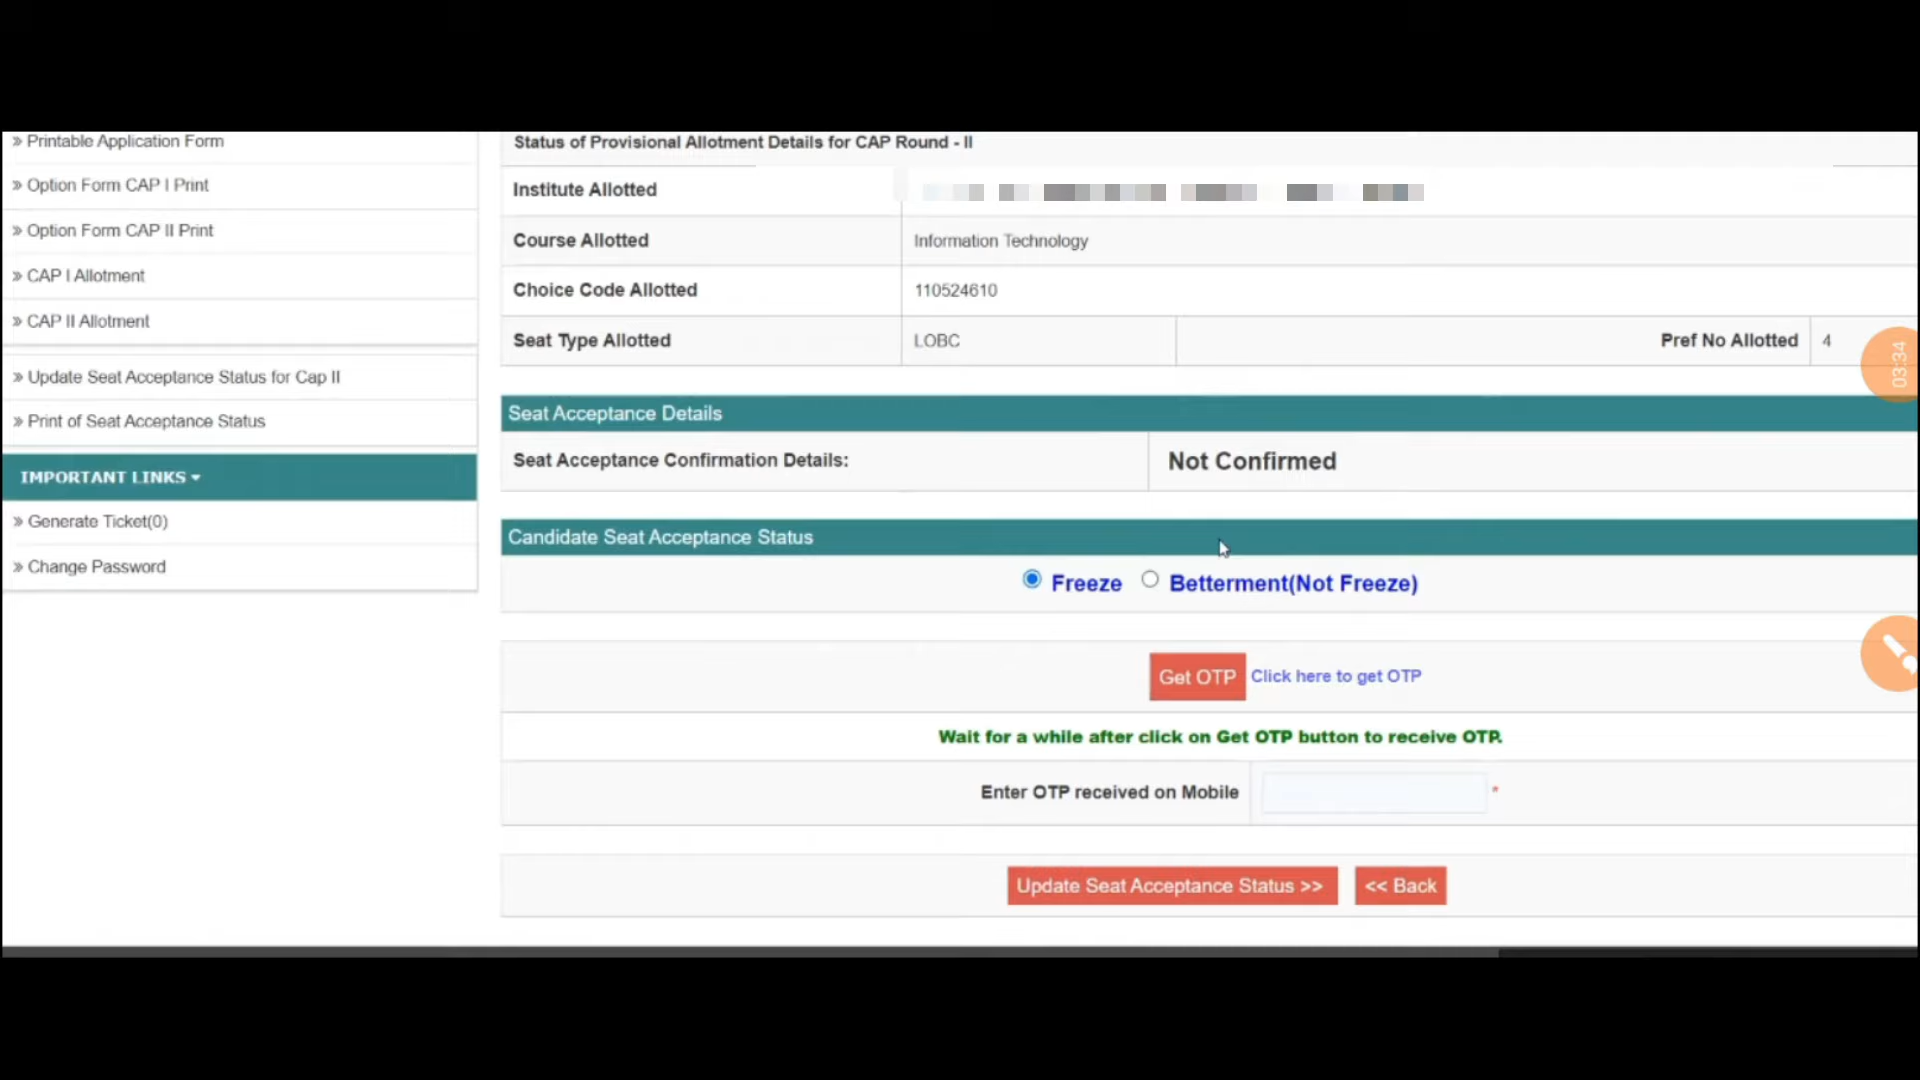 » Printable Application Form
» Option Form CAP I Print
» Option Form CAP II Print
» CAP I Allotment
» CAP II Allotment
» Update Seat Acceptance Status for Cap II
» Print of Seat Acceptance Status
IMPORTANT LINKS
» Generate Ticket(0)
» Change Password
Status of Provisional Allotment Details for CAP Round - II
Institute Allotted
Course Allotted Information Technology
Choice Code Allotted 110524610
Seat Type Allotted LOBC Pref No Allotted 4
Seat Acceptance Details
Seat Acceptance Confirmation Details: Not Confirmed
Candidate Seat Acceptance Status
Freeze Betterment(Not Freeze)
Get OTP Click here to get OTP
Wait for a while after click on Get OTP button to receive OTP.
Enter OTP received on Mobile *
Update Seat Acceptance Status >> << Back
03:34